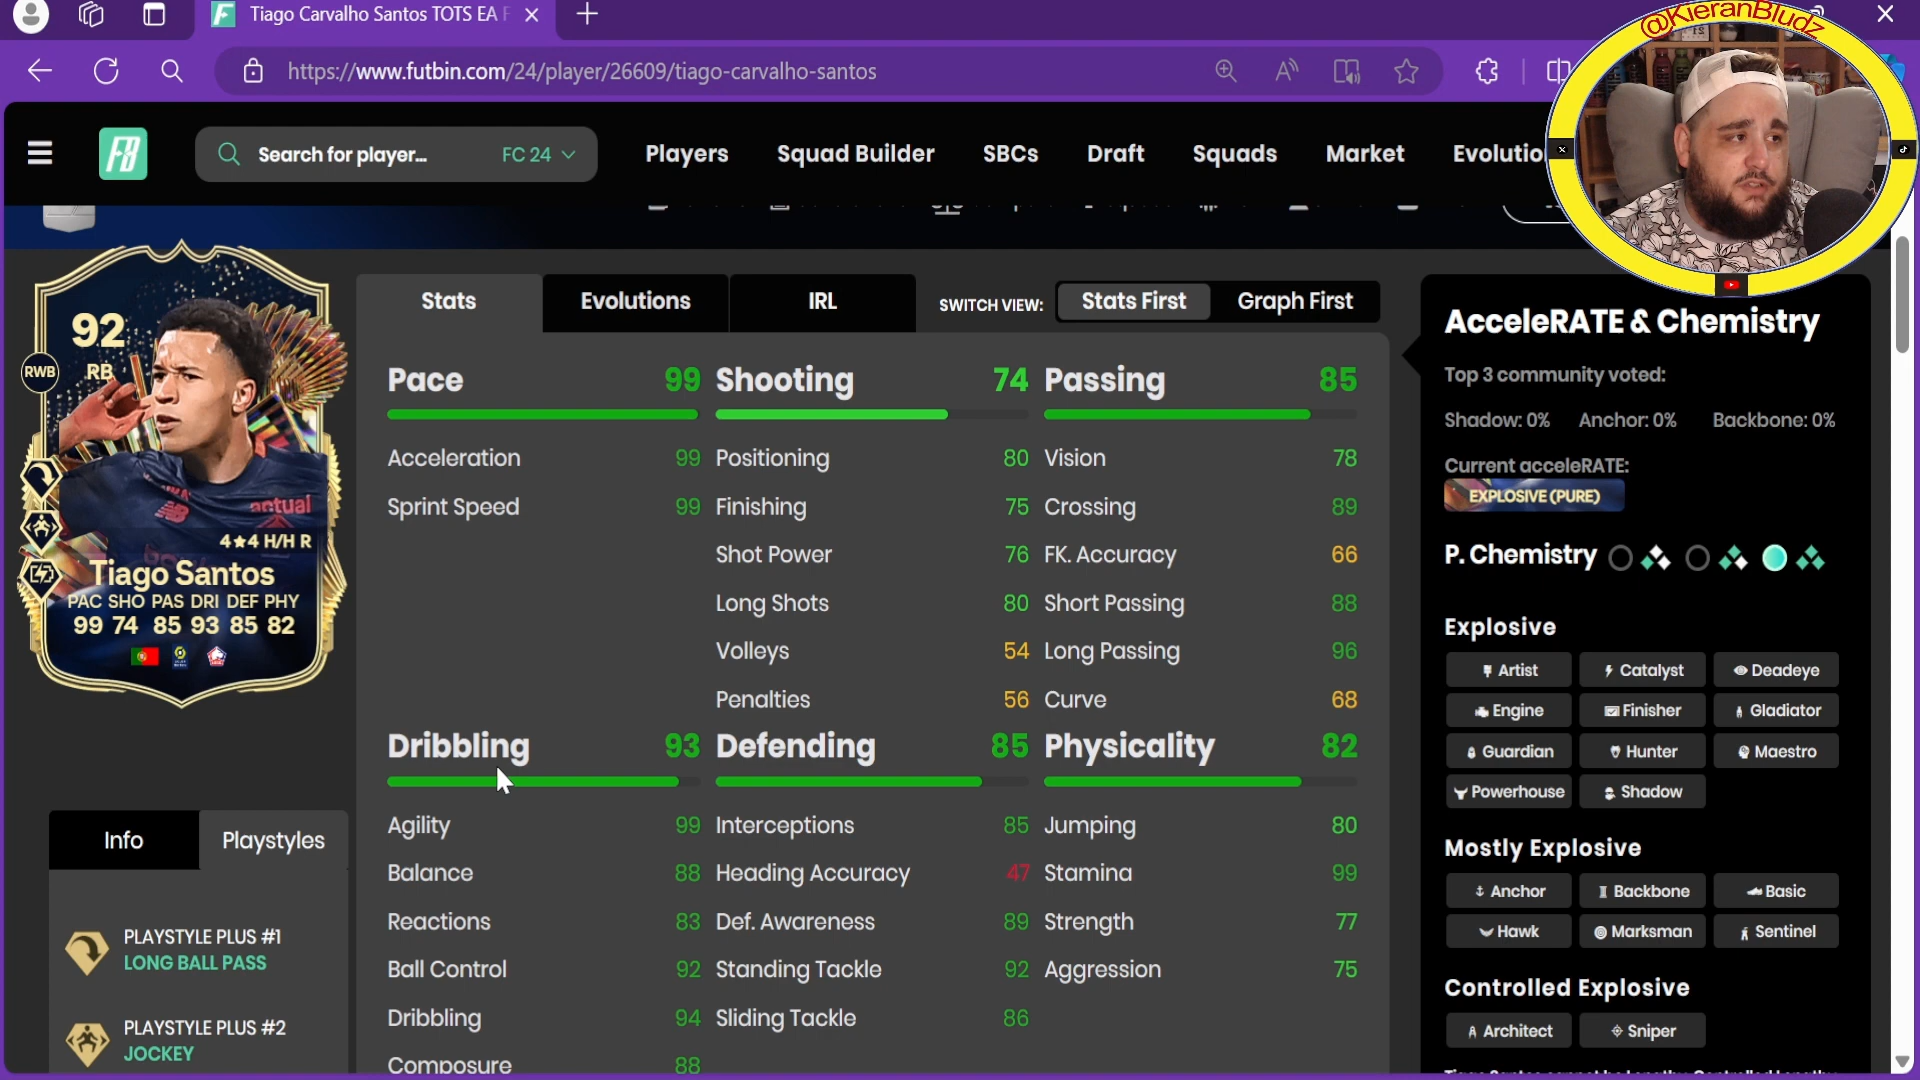 Tiago Carvalho Santos TOTS EA F
https://www.futbin.com/24/player/26609/tiago-carvalho-santos
@KieranBludz
Search for player...
FC 24
Players
Squad Builder
SBCs
Draft
Squads
Market
Evolution
92
RB
RWB
4★4 H/H R
Tiago Santos
PAC SHO PAS DRI DEF PHY
99 74 85 93 85 82
actual
Stats
Evolutions
IRL
SWITCH VIEW:
Stats First
Graph First
Pace 99
Acceleration 99
Sprint Speed 99
Shooting 74
Positioning 80
Finishing 75
Shot Power 76
Long Shots 80
Volleys 54
Penalties 56
Passing 85
Vision 78
Crossing 89
FK. Accuracy 66
Short Passing 88
Long Passing 96
Curve 68
Dribbling 93
Agility 99
Balance 88
Reactions 83
Ball Control 92
Dribbling 94
Composure 88
Defending 85
Interceptions 85
Heading Accuracy 47
Def. Awareness 89
Standing Tackle 92
Sliding Tackle 86
Physicality 82
Jumping 80
Stamina 99
Strength 77
Aggression 75
Info
Playstyles
PLAYSTYLE PLUS #1
LONG BALL PASS
PLAYSTYLE PLUS #2
JOCKEY
AcceleRATE & Chemistry
Top 3 community voted:
Shadow: 0% Anchor: 0% Backbone: 0%
Current acceleRATE:
EXPLOSIVE (PURE)
P. Chemistry
Explosive
Artist Catalyst Deadeye
Engine Finisher Gladiator
Guardian Hunter Maestro
Powerhouse Shadow
Mostly Explosive
Anchor Backbone Basic
Hawk Marksman Sentinel
Controlled Explosive
Architect Sniper